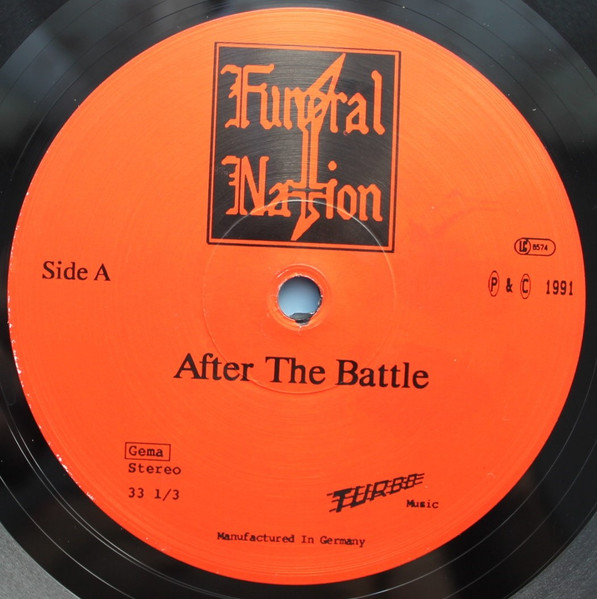 Funeral
Nation
LC 8574
Side A
P & C 1991
After The Battle
Gema
Stereo
33 1/3
TURBO
Music
Manufactured In Germany